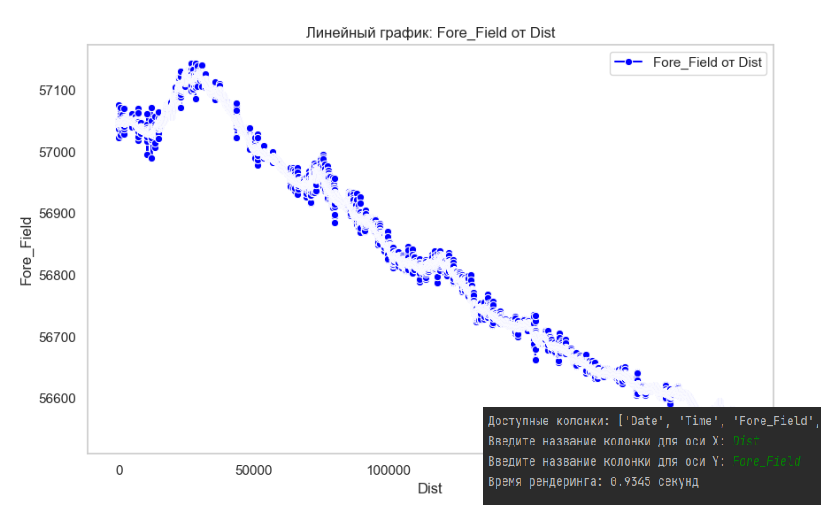 Линейный график: Fore_Field от Dist
Fore_Field от Dist
57100
57000
56900
56800
56700
56600
Fore_Field
0
50000
100000
Dist
Доступные колонки: ['Date', 'Time', 'Fore_Field',
Введите название колонки для оси X: Dist
Введите название колонки для оси Y: Fore_Field
Время рендеринга: 0.9345 секунд